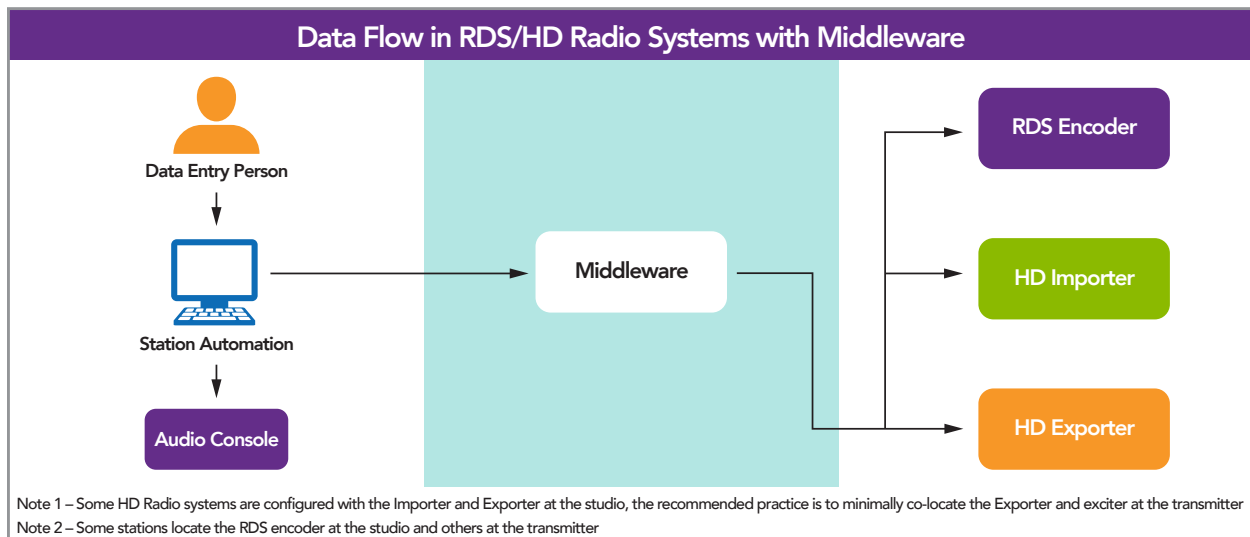 Data Flow in RDS/HD Radio Systems with Middleware
Data Entry Person
Station Automation
Audio Console
Middleware
RDS Encoder
HD Importer
HD Exporter
Note 1 – Some HD Radio systems are configured with the Importer and Exporter at the studio, the recommended practice is to minimally co-locate the Exporter and exciter at the transmitter
Note 2 – Some stations locate the RDS encoder at the studio and others at the transmitter